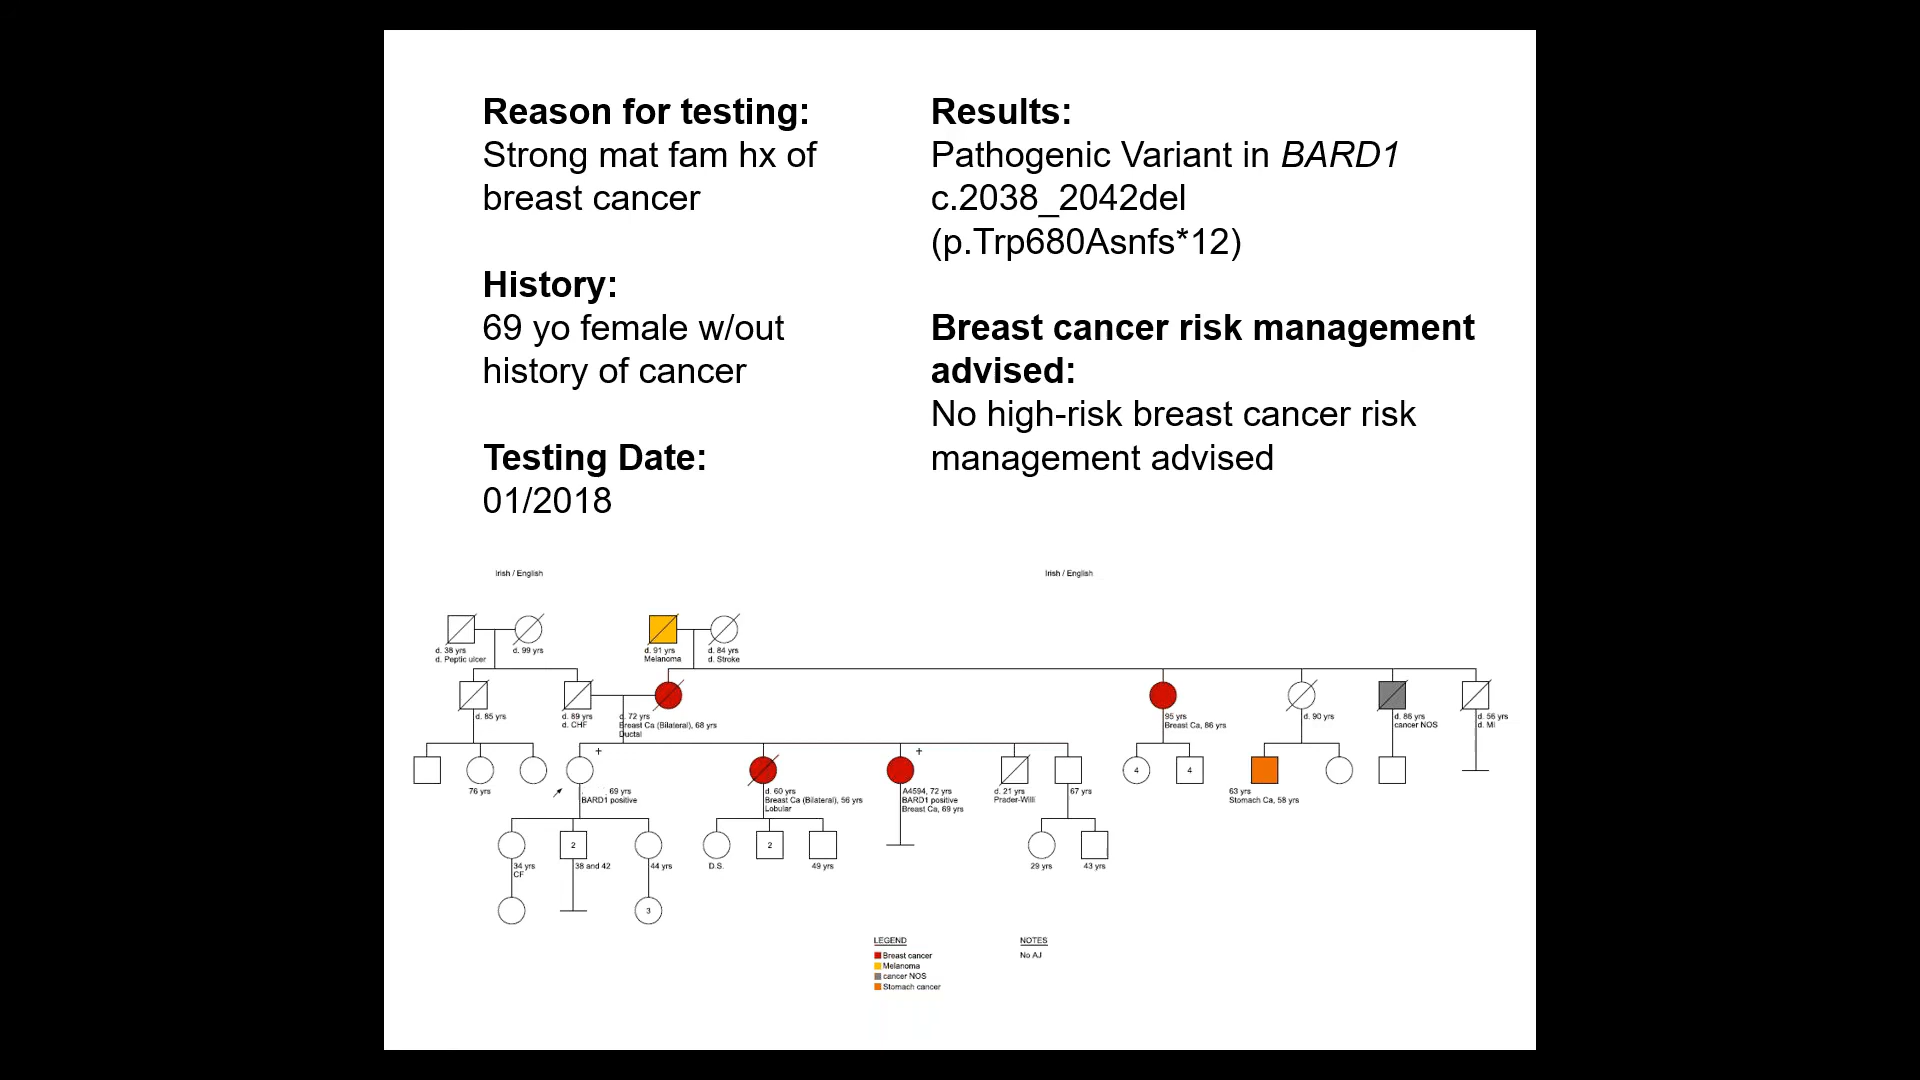 Reason for testing:
Strong mat fam hx of
breast cancer
History:
69 yo female w/out
history of cancer
Testing Date:
01/2018
Results:
Pathogenic Variant in BARD1
c.2038_2042del
(p.Trp680Asnfs*12)
Breast cancer risk management
advised:
No high-risk breast cancer risk
management advised
Irish / English
Irish / English
d. 38 yrs
d. Peptic ulcer
d. 99 yrs
d. 91 yrs
Melanoma
d. 84 yrs
d. Stroke
d. 85 yrs
d. 89 yrs
d. CHF
d. 72 yrs
Breast Ca (Bilateral), 68 yrs
Ductal
95 yrs
Breast Ca, 86 yrs
d. 90 yrs
d. 86 yrs
cancer NOS
d. 56 yrs
d. MI
76 yrs
+
69 yrs
BARD1 positive
d. 60 yrs
Breast Ca (Bilateral), 56 yrs
Lobular
+
A4594, 72 yrs
BARD1 positive
Breast Ca, 69 yrs
d. 21 yrs
Prader-Willi
67 yrs
4
4
63 yrs
Stomach Ca, 58 yrs
34 yrs
CF
2
38 and 42
44 yrs
D.S.
2
49 yrs
29 yrs
43 yrs
3
LEGEND
Breast cancer
Melanoma
cancer NOS
Stomach cancer
NOTES
No AJ